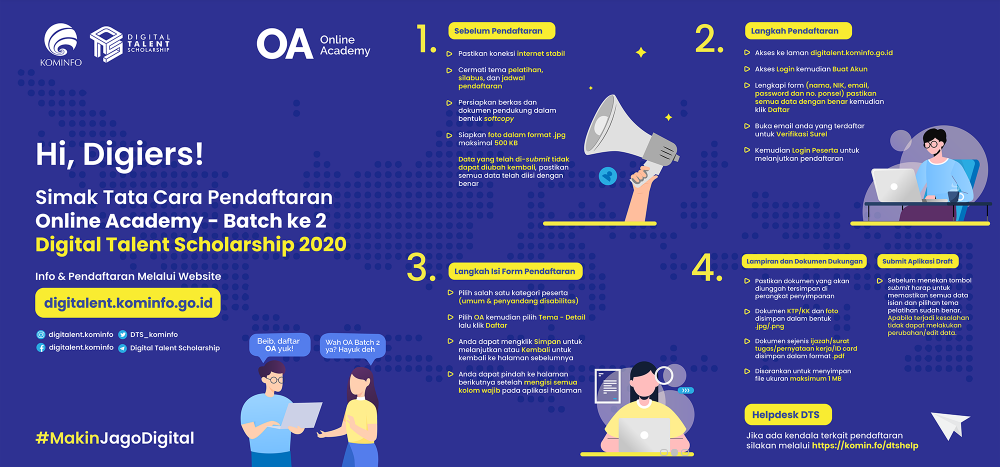 KOMINFO
DIGITAL
TALENT
SCHOLARSHIP
OA Online
Academy
Hi, Digiers!
Simak Tata Cara Pendaftaran
Online Academy - Batch ke 2
Digital Talent Scholarship 2020
Info & Pendaftaran Melalui Website
digitalent.kominfo.go.id
digitalent.kominfo DTS_kominfo
digitalent.kominfo Digital Talent Scholarship
Beib, daftar
OA yuk!
Wah OA Batch 2
ya? Hayuk deh
#MakinJagoDigital
1.
Sebelum Pendaftaran
Pastikan koneksi internet stabil
Cermati tema pelatihan,
silabus, dan jadwal
pendaftaran
Persiapkan berkas dan
dokumen pendukung dalam
bentuk softcopy
Siapkan foto dalam format .jpg
maksimal 500 KB
Data yang telah di-submit tidak
dapat diubah kembali, pastikan
semua data telah diisi dengan
benar
2.
Langkah Pendaftaran
Akses ke laman digitalent.kominfo.go.id
Akses Login kemudian Buat Akun
Lengkapi form (nama, NIK, email,
password dan no. ponsel) pastikan
semua data dengan benar kemudian
klik Daftar
Buka email anda yang terdaftar
untuk Verifikasi Surel
Kemudian Login Peserta untuk
melanjutkan pendaftaran
3.
Langkah Isi Form Pendaftaran
Pilih salah satu kategori peserta
(umum & penyandang disabilitas)
Pilih OA kemudian pilih Tema - Detail
lalu klik Daftar
Anda dapat mengklik Simpan untuk
melanjutkan atau Kembali untuk
kembali ke halaman sebelumnya
Anda dapat pindah ke halaman
berikutnya setelah mengisi semua
kolom wajib pada aplikasi halaman
4.
Lampiran dan Dokumen Dukungan
Pastikan dokumen yang akan
diunggah tersimpan di
perangkat penyimpanan
Dokumen KTP/KK dan foto
disimpan dalam bentuk
.jpg/.png
Dokumen sejenis ijazah/surat
tugas/pernyataan kerja/ID card
disimpan dalam format .pdf
Disarankan untuk menyimpan
file ukuran maksimum 1 MB
Submit Aplikasi Draft
Sebelum menekan tombol
submit harap untuk
memastikan semua data
isian dan pilihan tema
pelatihan sudah benar.
Apabila terjadi kesalahan
tidak dapat melakukan
perubahan/edit data.
Helpdesk DTS
Jika ada kendala terkait pendaftaran
silakan melalui https://komin.fo/dtshelp